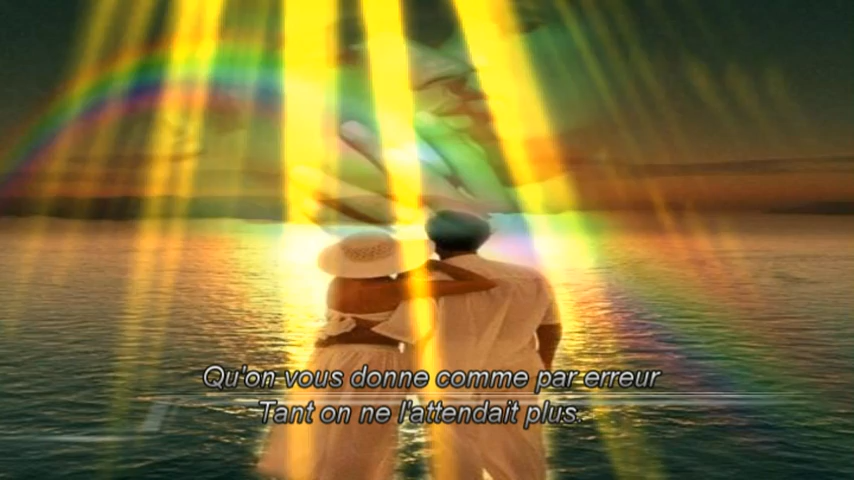 Qu'on vous donne comme par erreur
Tant on ne l'attendait plus.